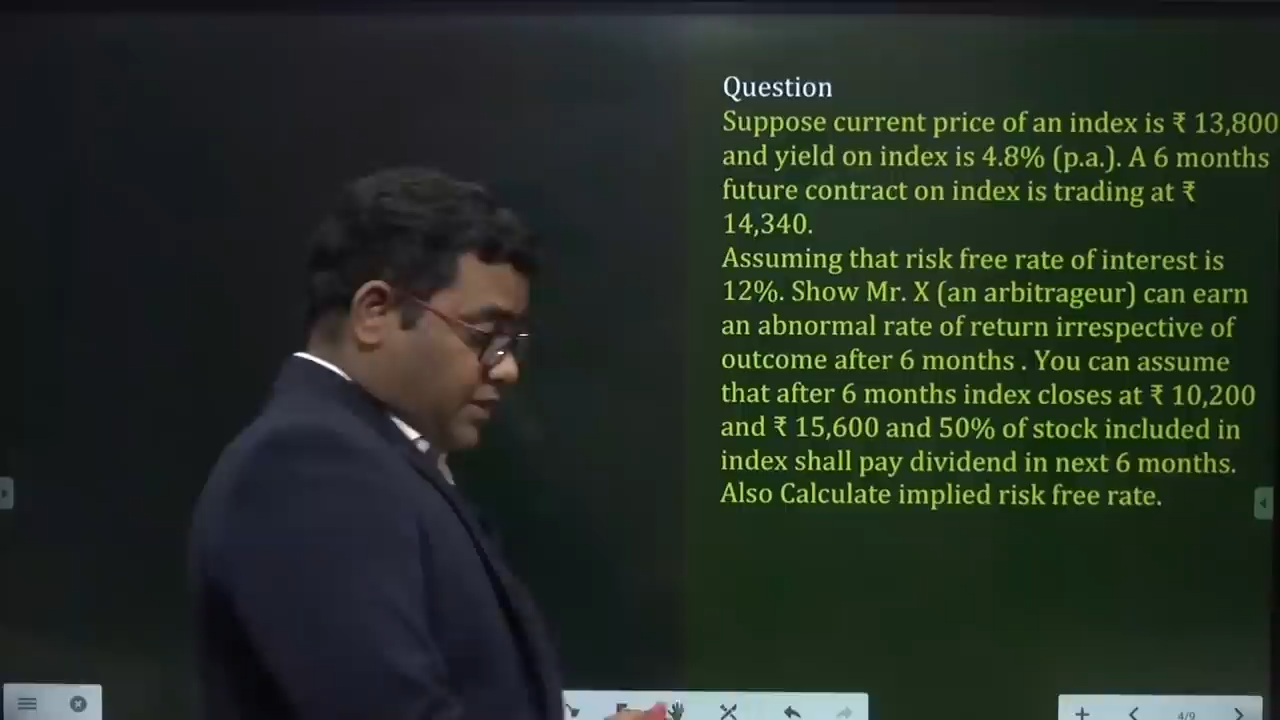 Question
Suppose current price of an index is ₹ 13,800
and yield on index is 4.8% (p.a.). A 6 months
future contract on index is trading at ₹
14,340.
Assuming that risk free rate of interest is
12%. Show Mr. X (an arbitrageur) can earn
an abnormal rate of return irrespective of
outcome after 6 months . You can assume
that after 6 months index closes at ₹ 10,200
and ₹ 15,600 and 50% of stock included in
index shall pay dividend in next 6 months.
Also Calculate implied risk free rate.
4/9